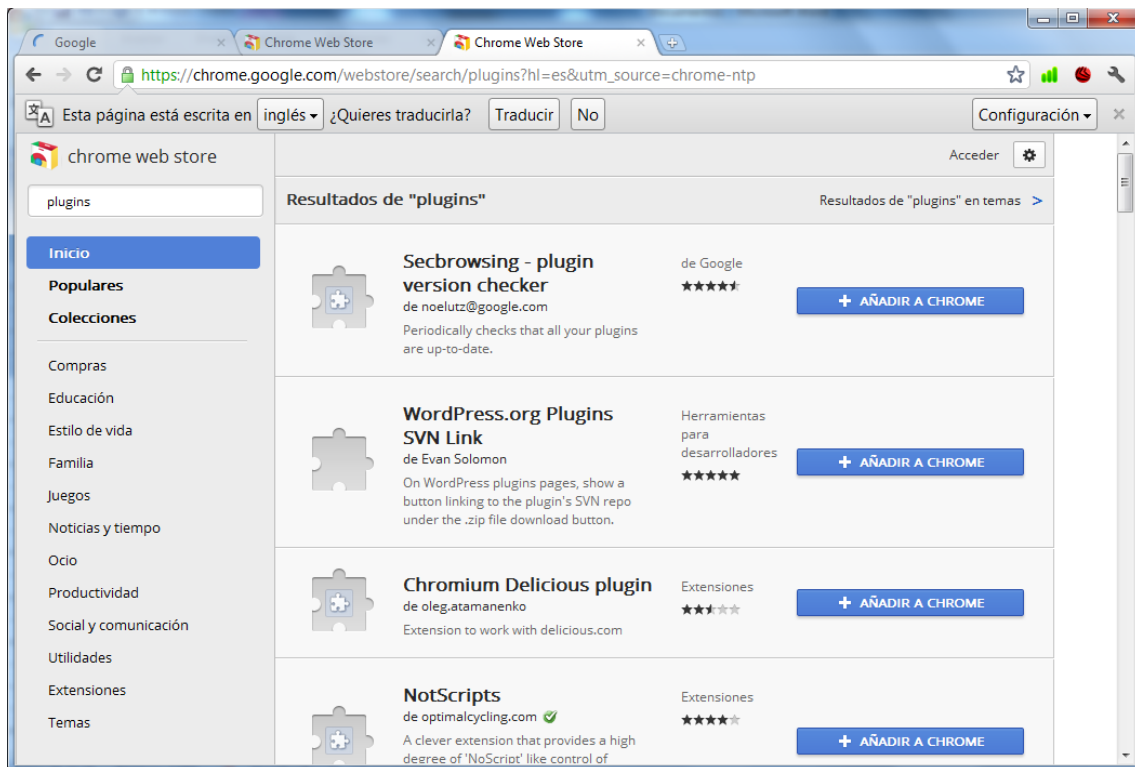 Google
Chrome Web Store
Chrome Web Store
https://chrome.google.com/webstore/search/plugins?hl=es&utm_source=chrome-ntp
Esta página está escrita en inglés ¿Quieres traducirla? Traducir No Configuración
chrome web store
Acceder
plugins
Resultados de "plugins"
Resultados de "plugins" en temas >
Inicio
Populares
Colecciones
Compras
Educación
Estilo de vida
Familia
Juegos
Noticias y tiempo
Ocio
Productividad
Social y comunicación
Utilidades
Extensiones
Temas
Secbrowsing - plugin
version checker
de noelutz@google.com
Periodically checks that all your plugins
are up-to-date.
de Google
+ AÑADIR A CHROME
WordPress.org Plugins
SVN Link
de Evan Solomon
On WordPress plugins pages, show a
button linking to the plugin's SVN repo
under the .zip file download button.
Herramientas
para
desarrolladores
+ AÑADIR A CHROME
Chromium Delicious plugin
de oleg.atamanenko
Extension to work with delicious.com
Extensiones
+ AÑADIR A CHROME
NotScripts
de optimalcycling.com
A clever extension that provides a high
degree of 'NoScript' like control of
Extensiones
+ AÑADIR A CHROME